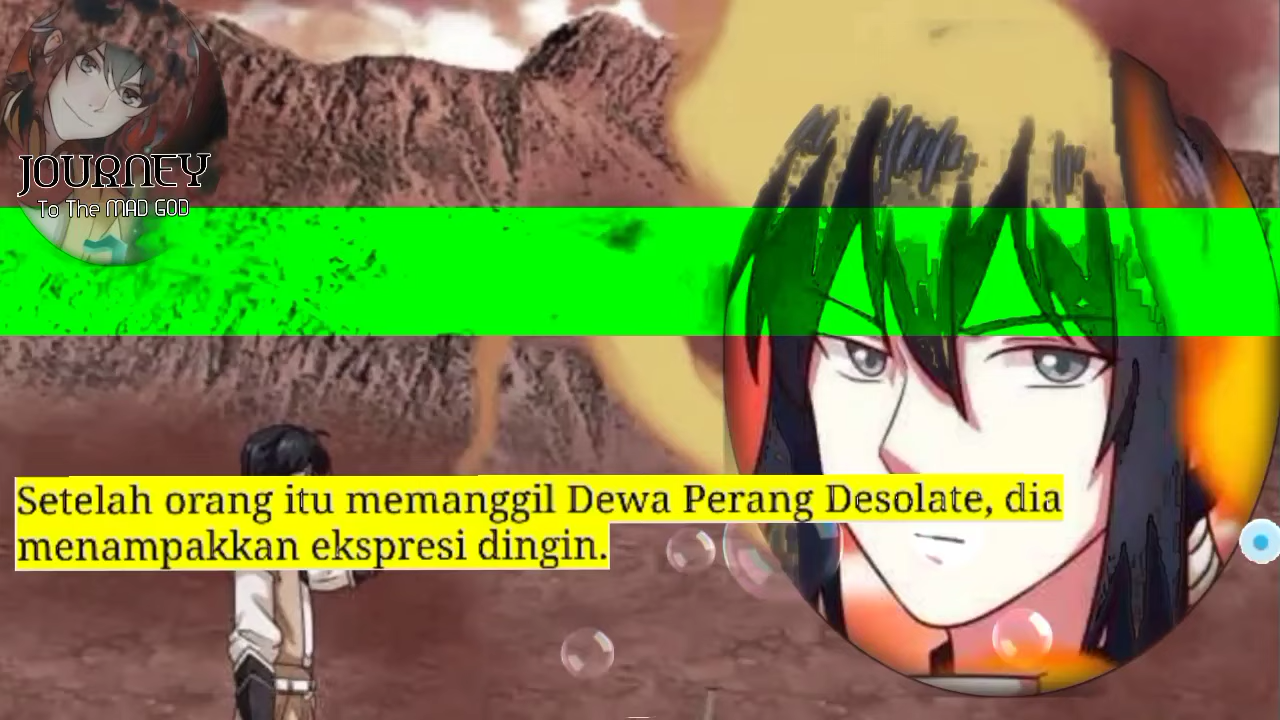 JOURNEY
To The MAD GOD
Setelah orang itu memanggil Dewa Perang Desolate, dia
menampakkan ekspresi dingin.